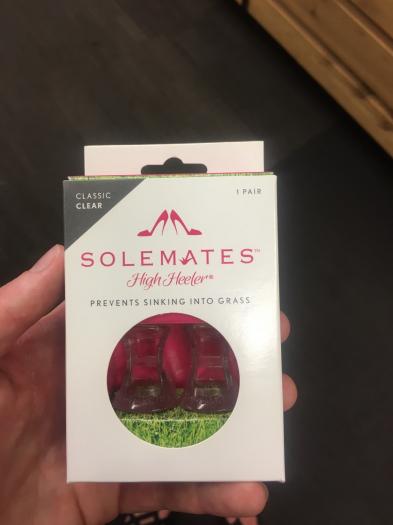 CLASSIC
CLEAR
1 PAIR
SOLEMATES™
High Heeler®
PREVENTS SINKING INTO GRASS